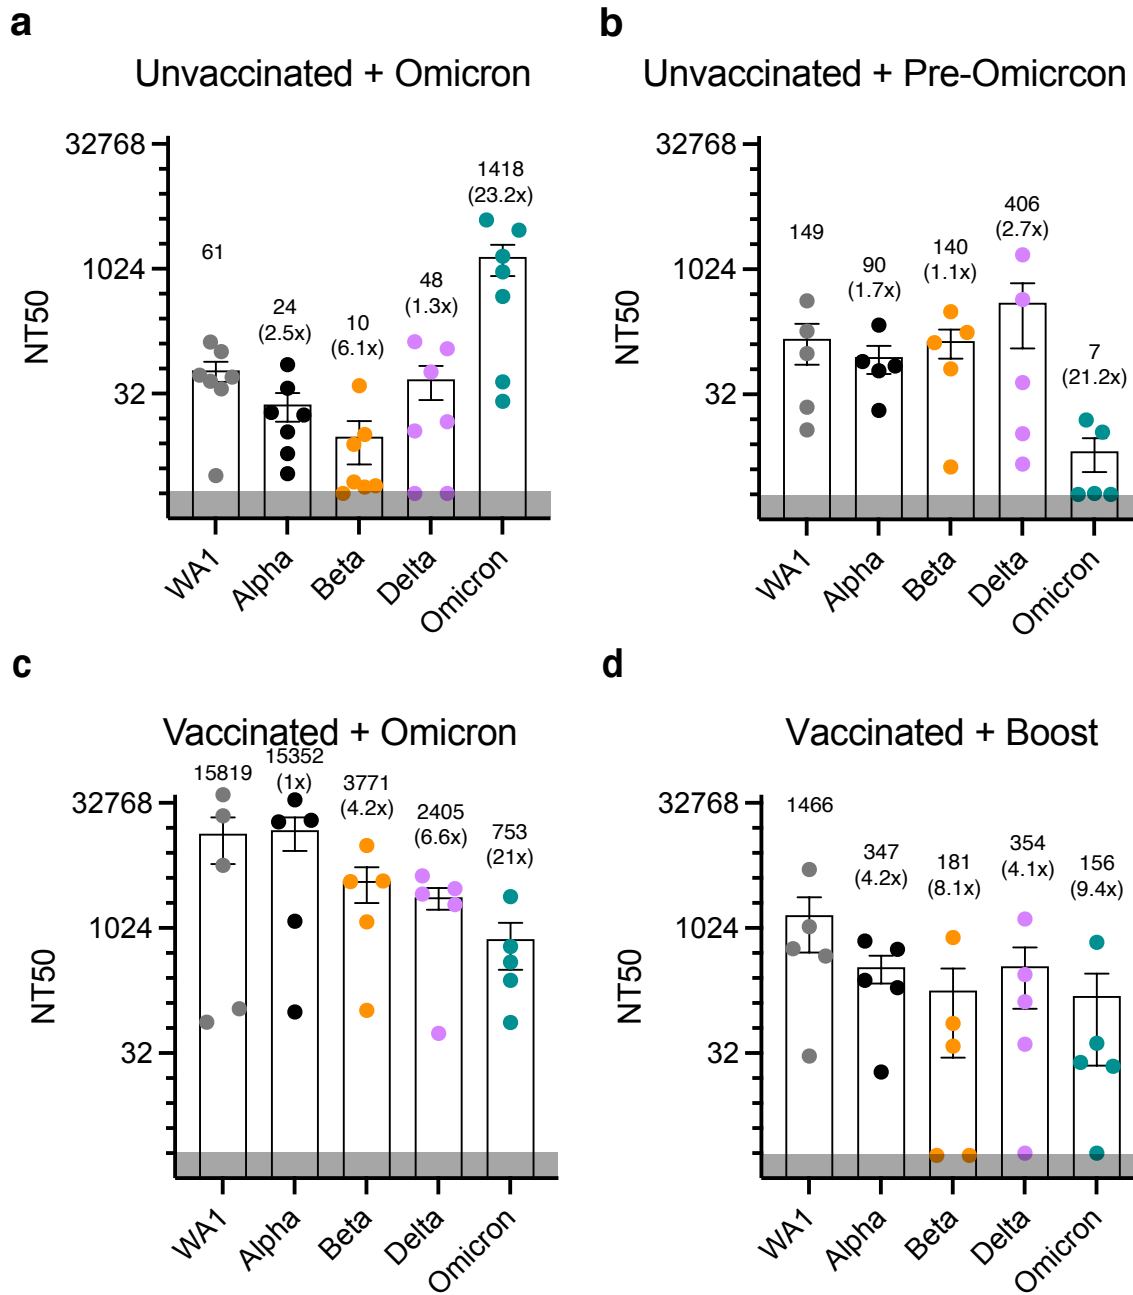 a
Unvaccinated + Omicron
NT50
32768
1024
32
61
24
(2.5x)
10
(6.1x)
48
(1.3x)
1418
(23.2x)
WA1
Alpha
Beta
Delta
Omicron
b
Unvaccinated + Pre-Omicrcon
NT50
32768
1024
32
149
90
(1.7x)
140
(1.1x)
406
(2.7x)
7
(21.2x)
WA1
Alpha
Beta
Delta
Omicron
c
Vaccinated + Omicron
NT50
32768
1024
32
15819
15352
(1x)
3771
(4.2x)
2405
(6.6x)
753
(21x)
WA1
Alpha
Beta
Delta
Omicron
d
Vaccinated + Boost
NT50
32768
1024
32
1466
347
(4.2x)
181
(8.1x)
354
(4.1x)
156
(9.4x)
WA1
Alpha
Beta
Delta
Omicron